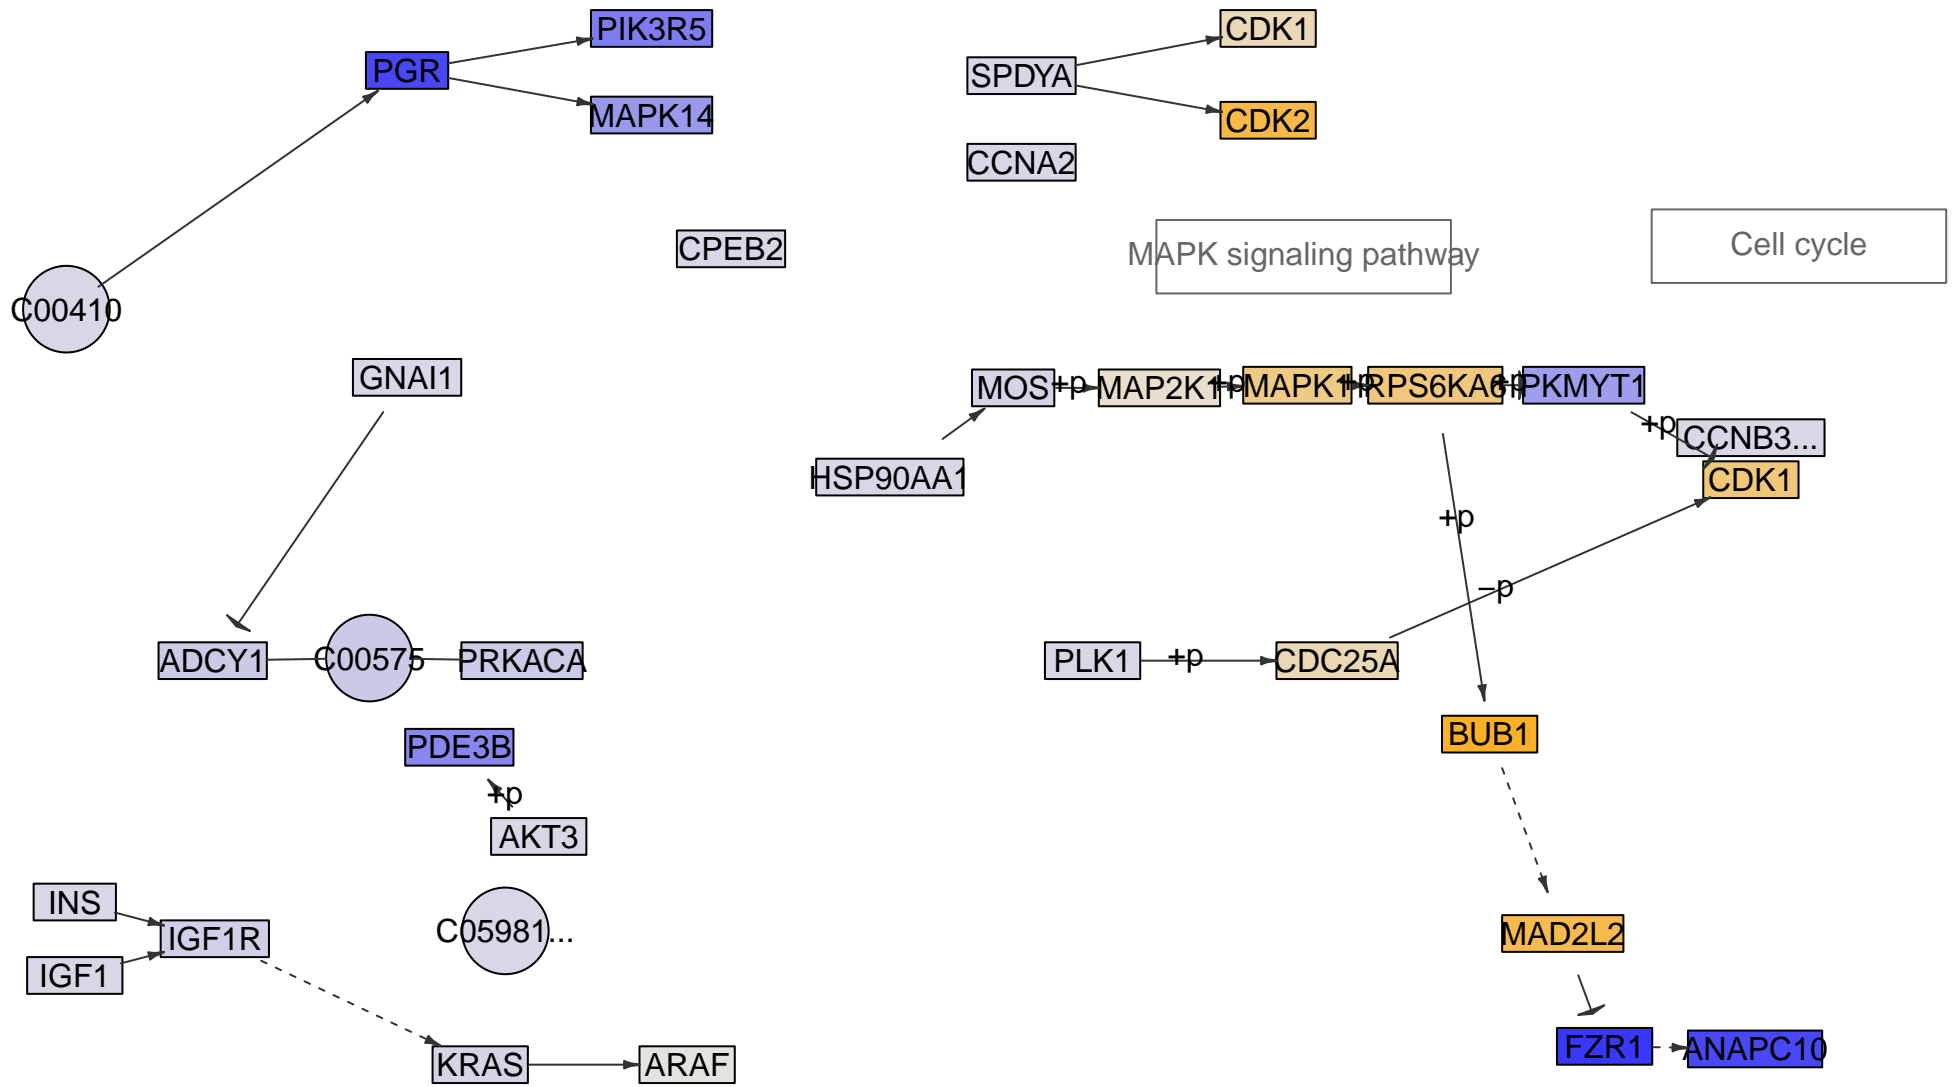 PIK3R5
CDK1
PGR
SPDYA
MAPK14
CDK2
CCNA2
CPEB2
MAPK signaling pathway
Cell cycle
C00410
GNAI1
MOS
+p
MAP2K1
+p
MAPK1
+p
RPS6KA6
+p
PKMYT1
+p
CCNB3...
HSP90AA1
CDK1
+p
−p
ADCY1
C00575
PRKACA
PLK1
+p
CDC25A
PDE3B
BUB1
+p
AKT3
INS
IGF1R
C05981...
MAD2L2
IGF1
KRAS
ARAF
FZR1
ANAPC10